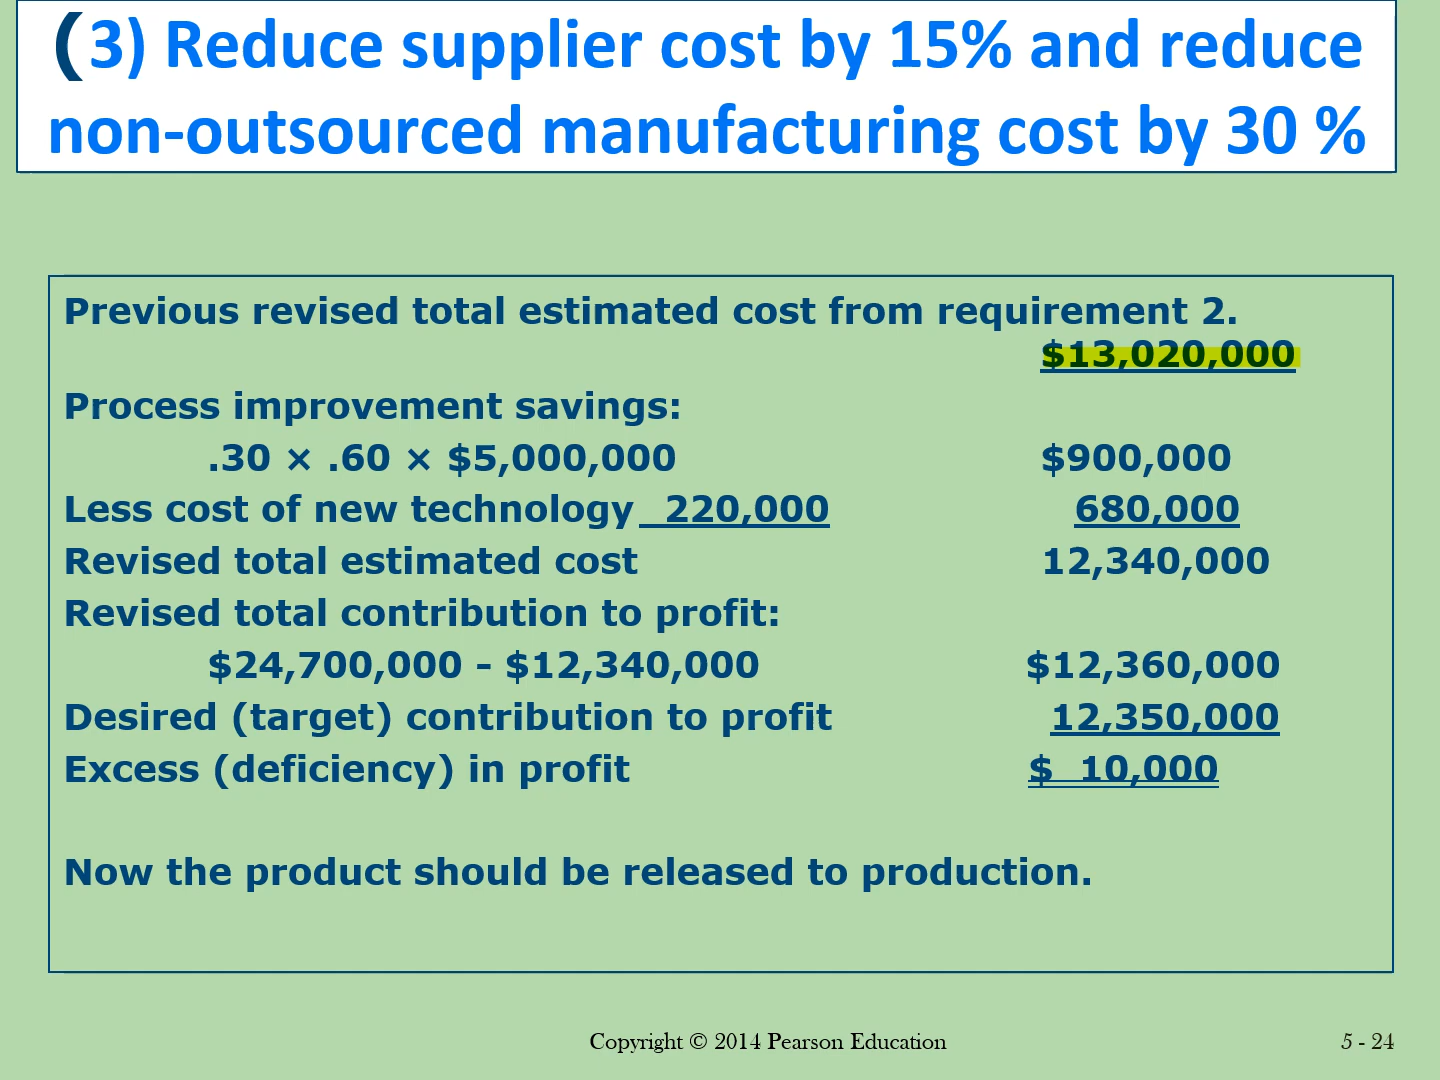 (3) Reduce supplier cost by 15% and reduce
non-outsourced manufacturing cost by 30 %
Previous revised total estimated cost from requirement 2.
$13,020,000
Process improvement savings:
.30 × .60 × $5,000,000 $900,000
Less cost of new technology 220,000 680,000
Revised total estimated cost 12,340,000
Revised total contribution to profit:
$24,700,000 - $12,340,000 $12,360,000
Desired (target) contribution to profit 12,350,000
Excess (deficiency) in profit $ 10,000
Now the product should be released to production.
Copyright © 2014 Pearson Education 5 - 24